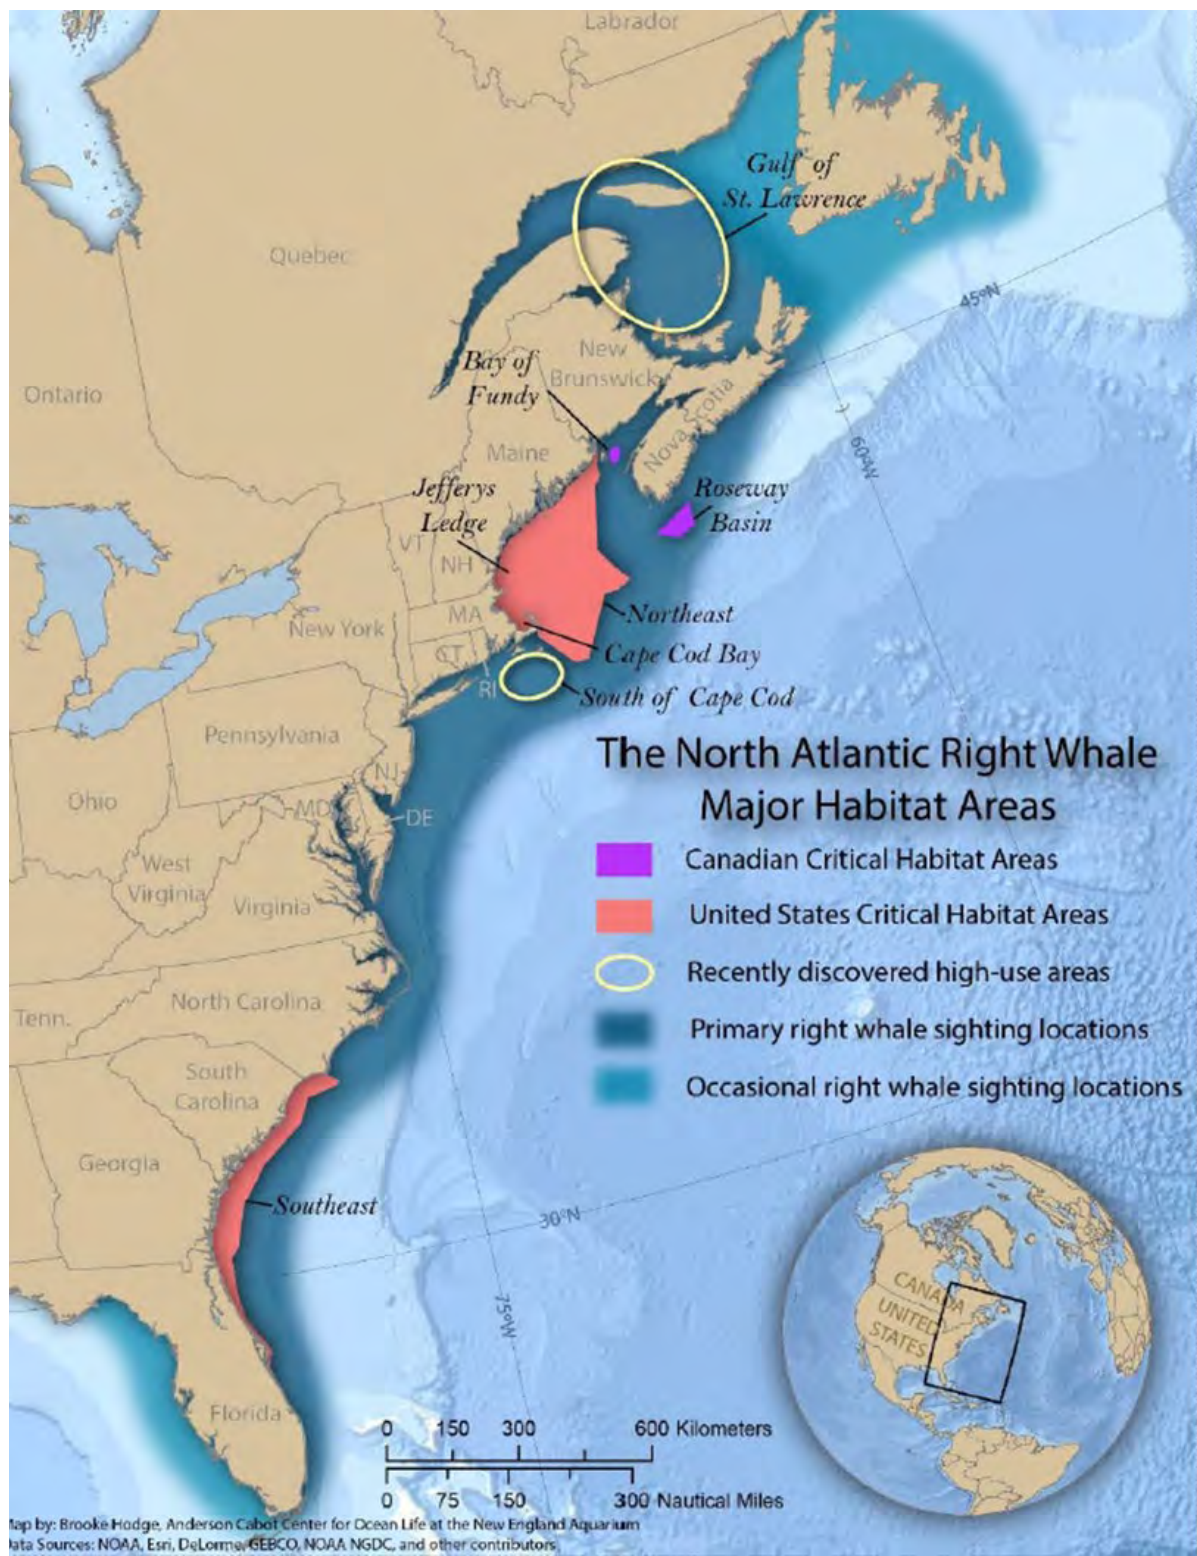 Labrador
Gulf of
St. Lawrence
Quebec
45°N
Bay of
Fundy
New
Brunswick
Ontario
Nova Scotia
60°W
Maine
Jefferys
Ledge
Roseway
Basin
VT
NH
MA
New York
Northeast
CT
Cape Cod Bay
RI
South of Cape Cod
Pennsylvania
NJ
The North Atlantic Right Whale
Major Habitat Areas
Ohio
MD
DE
West
Virginia
Virginia
Canadian Critical Habitat Areas
United States Critical Habitat Areas
Recently discovered high-use areas
Primary right whale sighting locations
Occasional right whale sighting locations
North Carolina
Tenn.
South
Carolina
Georgia
Southeast
30°N
75°W
CANADA
UNITED
STATES
Florida
0 150 300 600 Kilometers
0 75 150 300 Nautical Miles
Map by: Brooke Hodge, Anderson Cabot Center for Ocean Life at the New England Aquarium
Data Sources: NOAA, Esri, DeLorme, GEBCO, NOAA NGDC, and other contributors